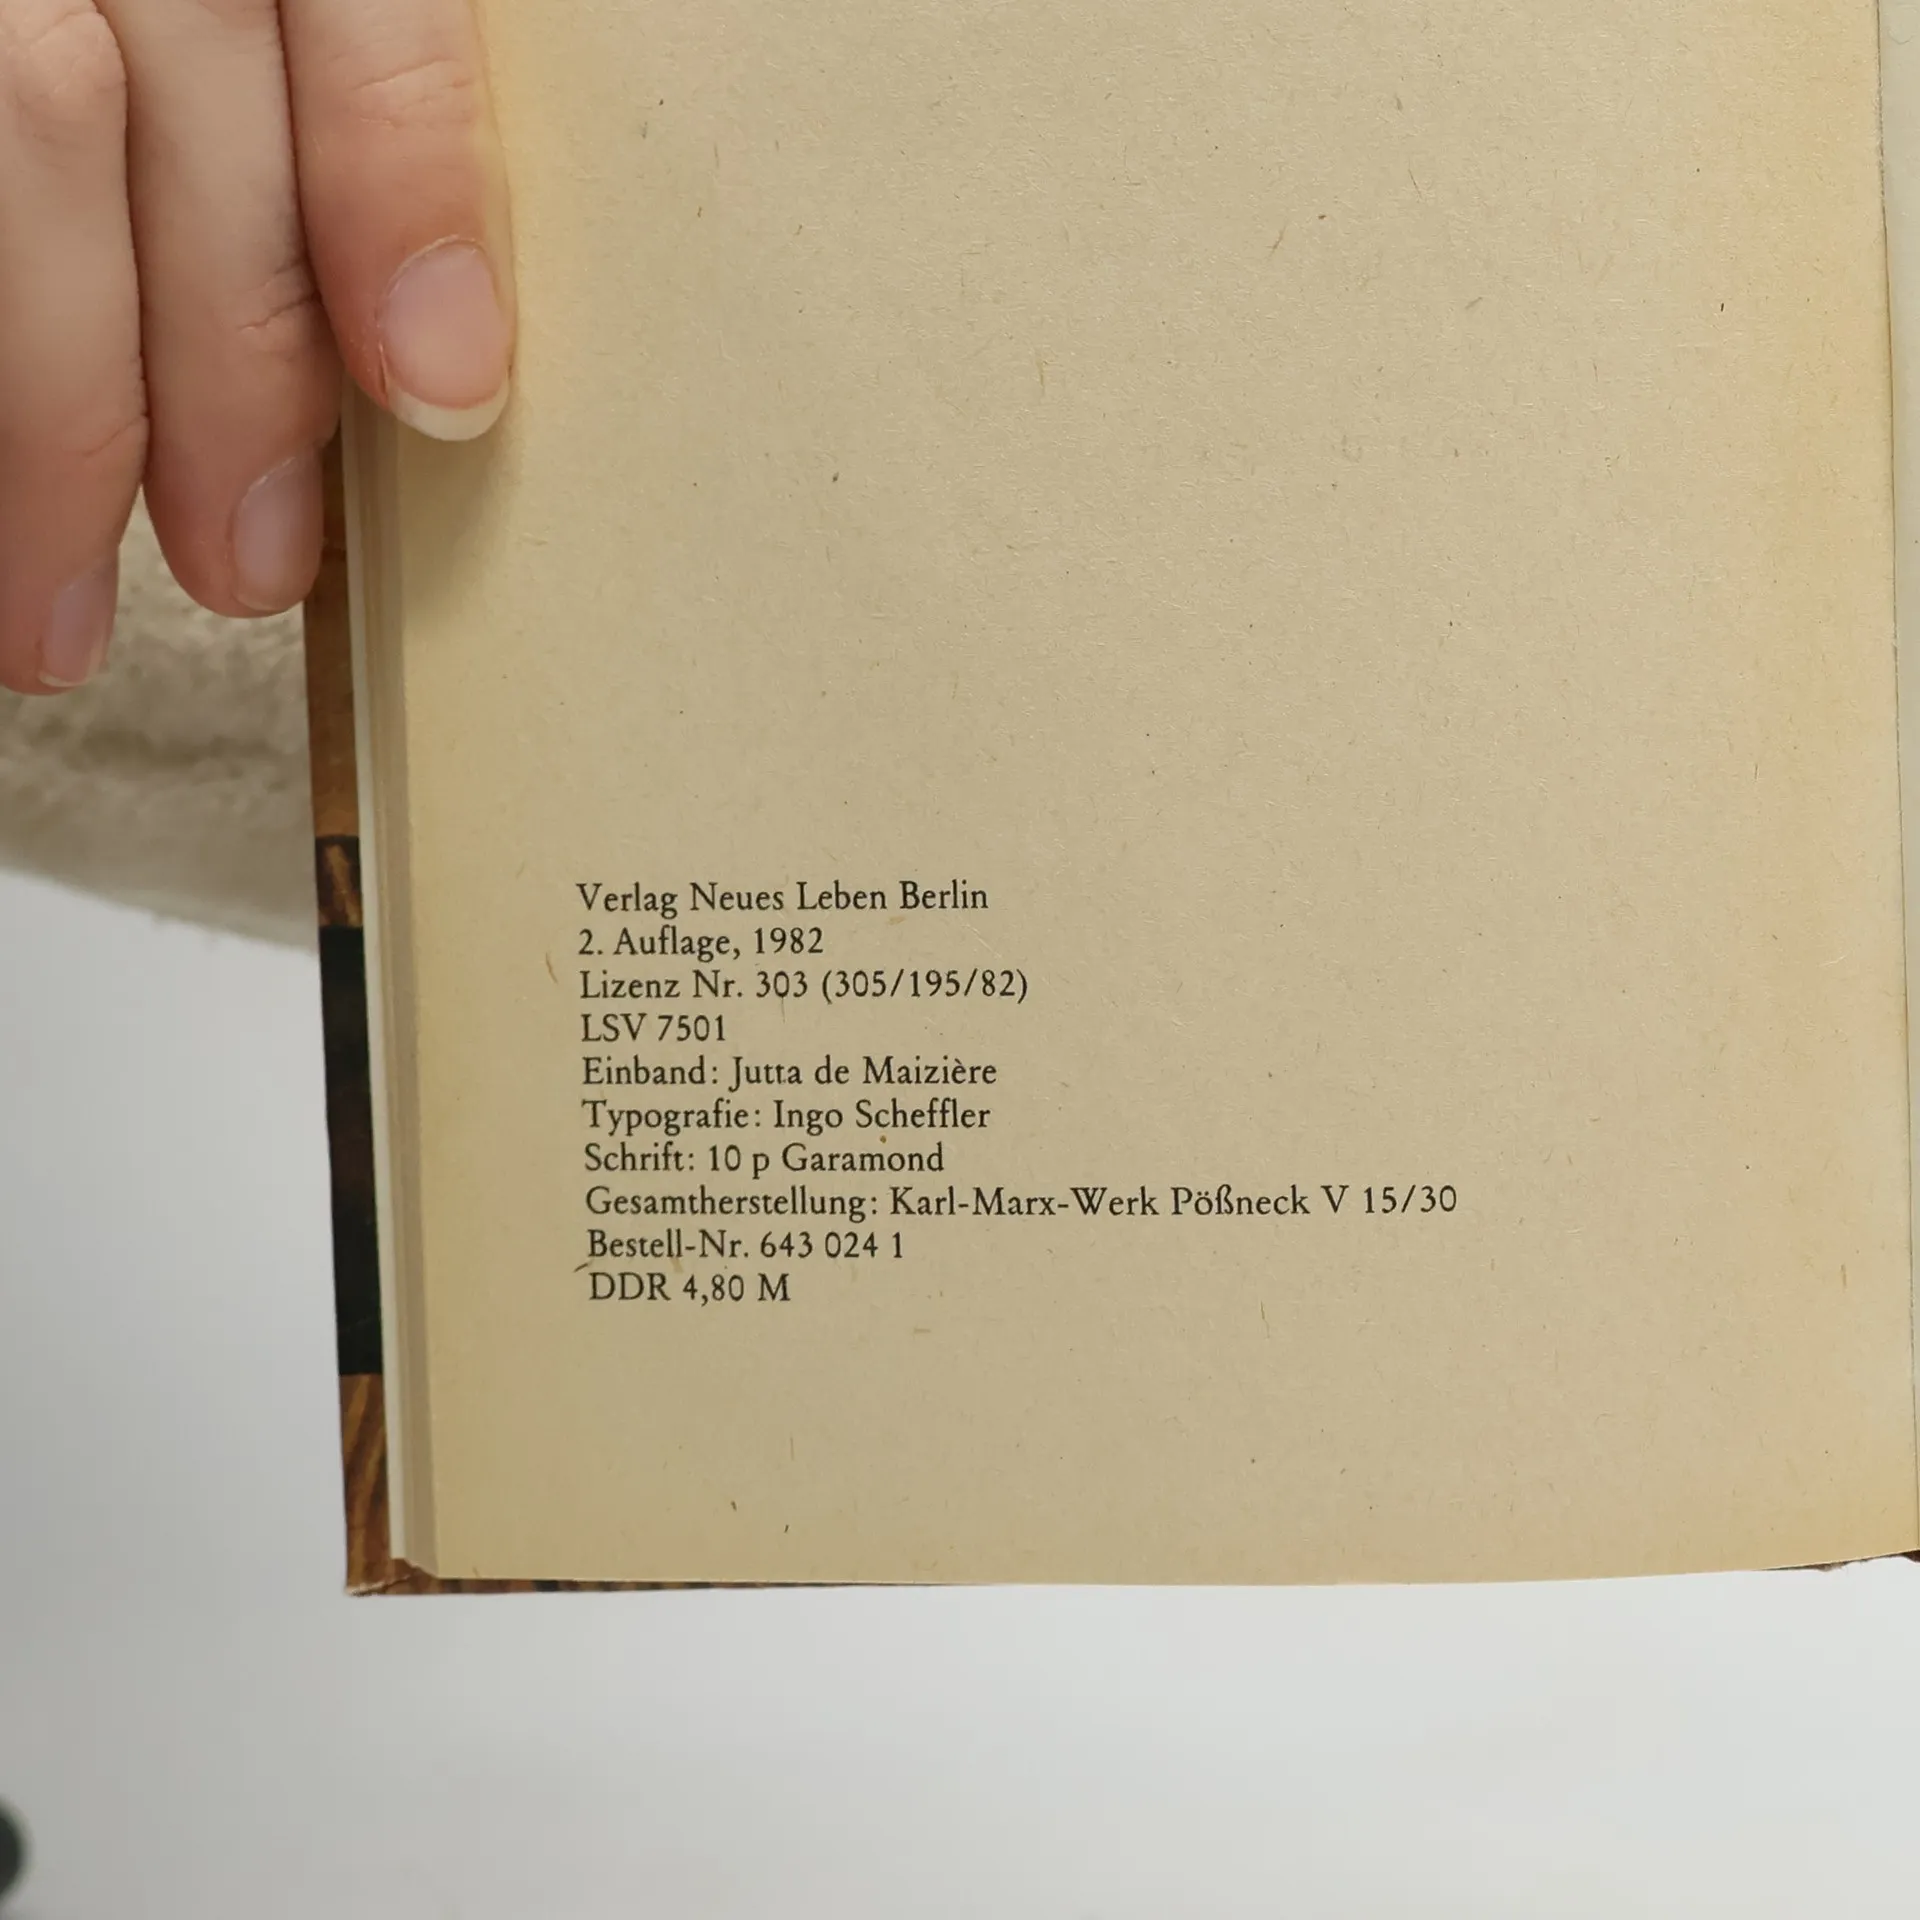 Verlag Neues Leben Berlin
2. Auflage, 1982
Lizenz Nr. 303 (305/195/82)
LSV 7501
Einband: Jutta de Maizière
Typografie: Ingo Scheffler
Schrift: 10 p Garamond
Gesamtherstellung: Karl-Marx-Werk Pößneck V 15/30
Bestell-Nr. 643 024 1
DDR 4,80 M